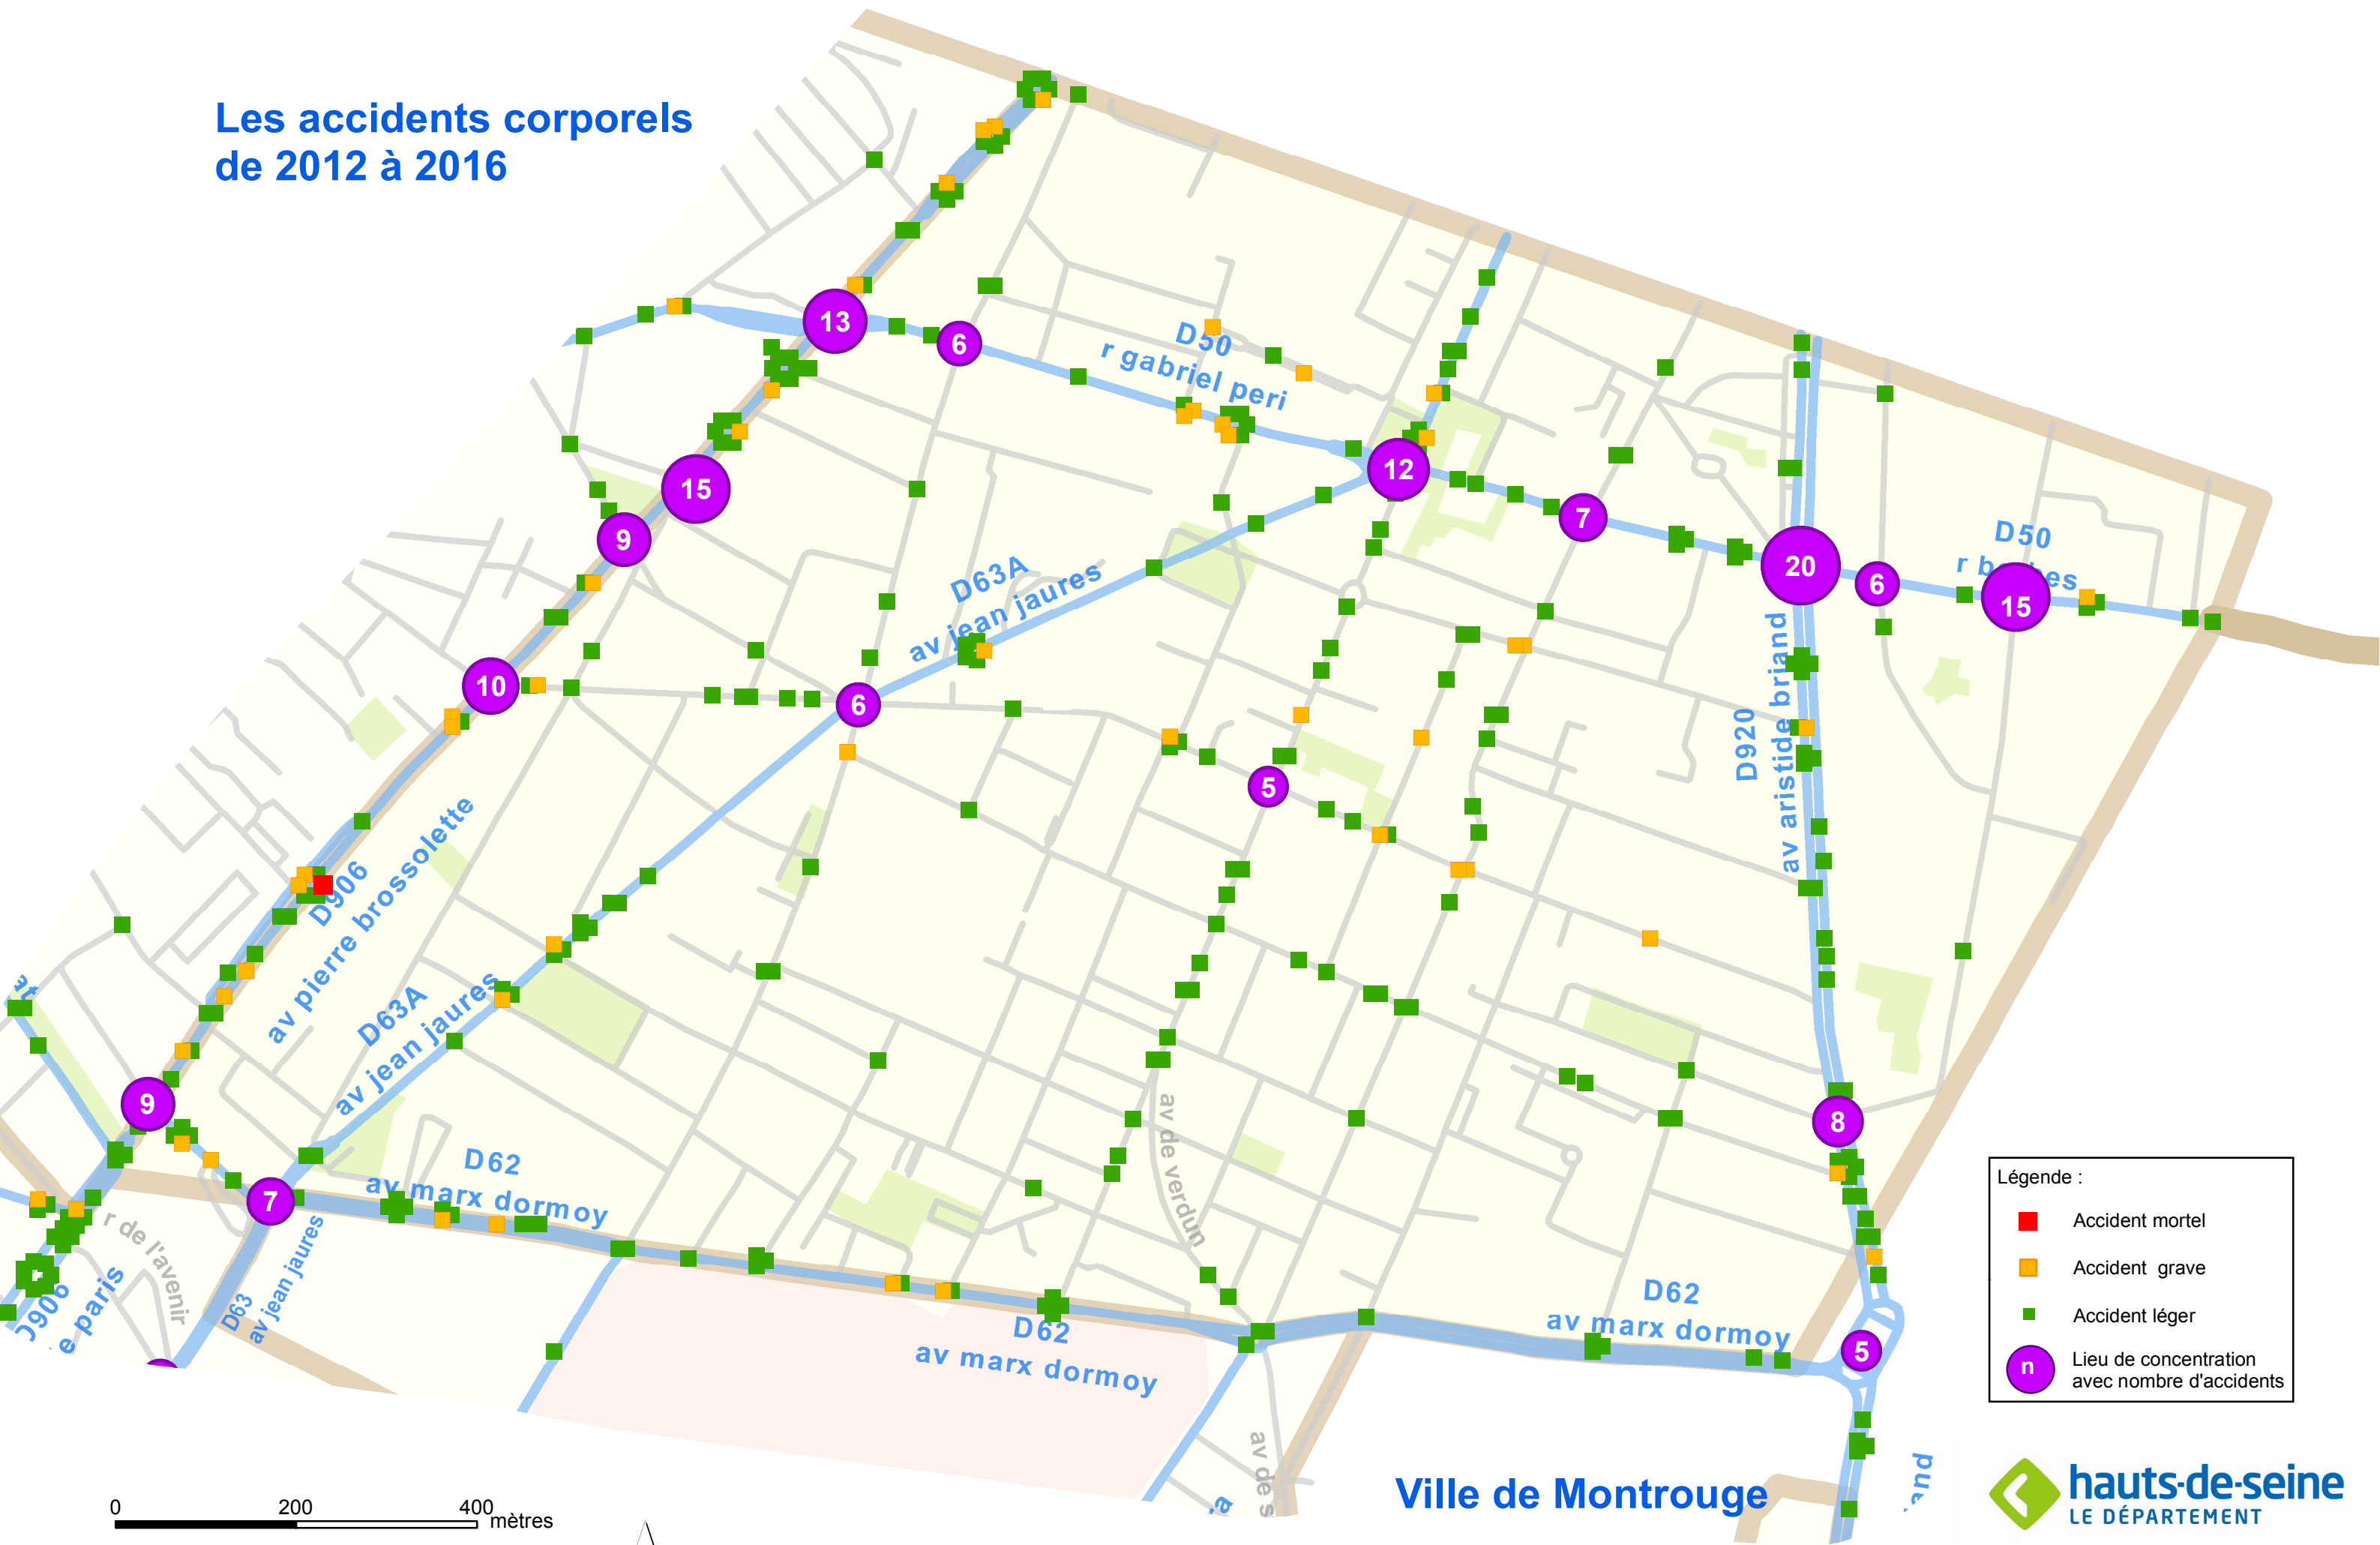 Les accidents corporels
de 2012 à 2016
13
6
D50
r gabriel peri
15
12
9
7
20
6
D50
15
D63A
av jean jaures
10
6
5
D920
av aristide briand
D906
av pierre brossolette
D63A
av jean jaures
9
8
7
D62
av marx dormoy
av de verdun
r de l'avenir
D63
av jean jaures
D906
e paris
D62
av marx dormoy
D62
av marx dormoy
5
av de s
Légende :
Accident mortel
Accident grave
Accident léger
n
Lieu de concentration
avec nombre d'accidents
Ville de Montrouge
hauts-de-seine
LE DÉPARTEMENT
0 200 400
mètres